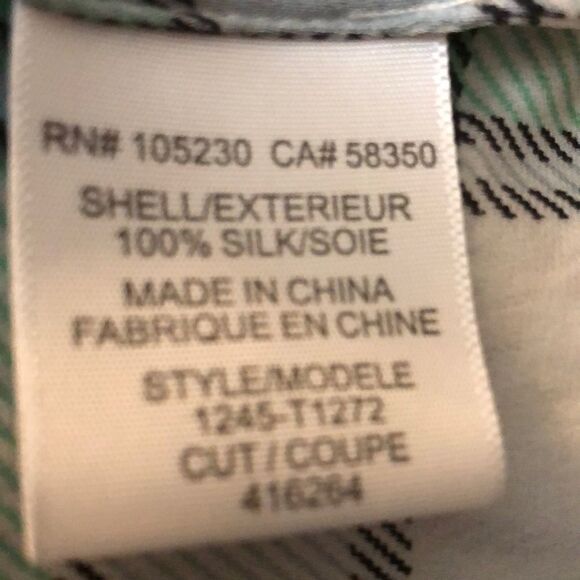 RN# 105230 CA# 58350
SHELL/EXTERIEUR
100% SILK/SOIE
MADE IN CHINA
FABRIQUE EN CHINE
STYLE/MODELE
1245-T1272
CUT / COUPE
416264